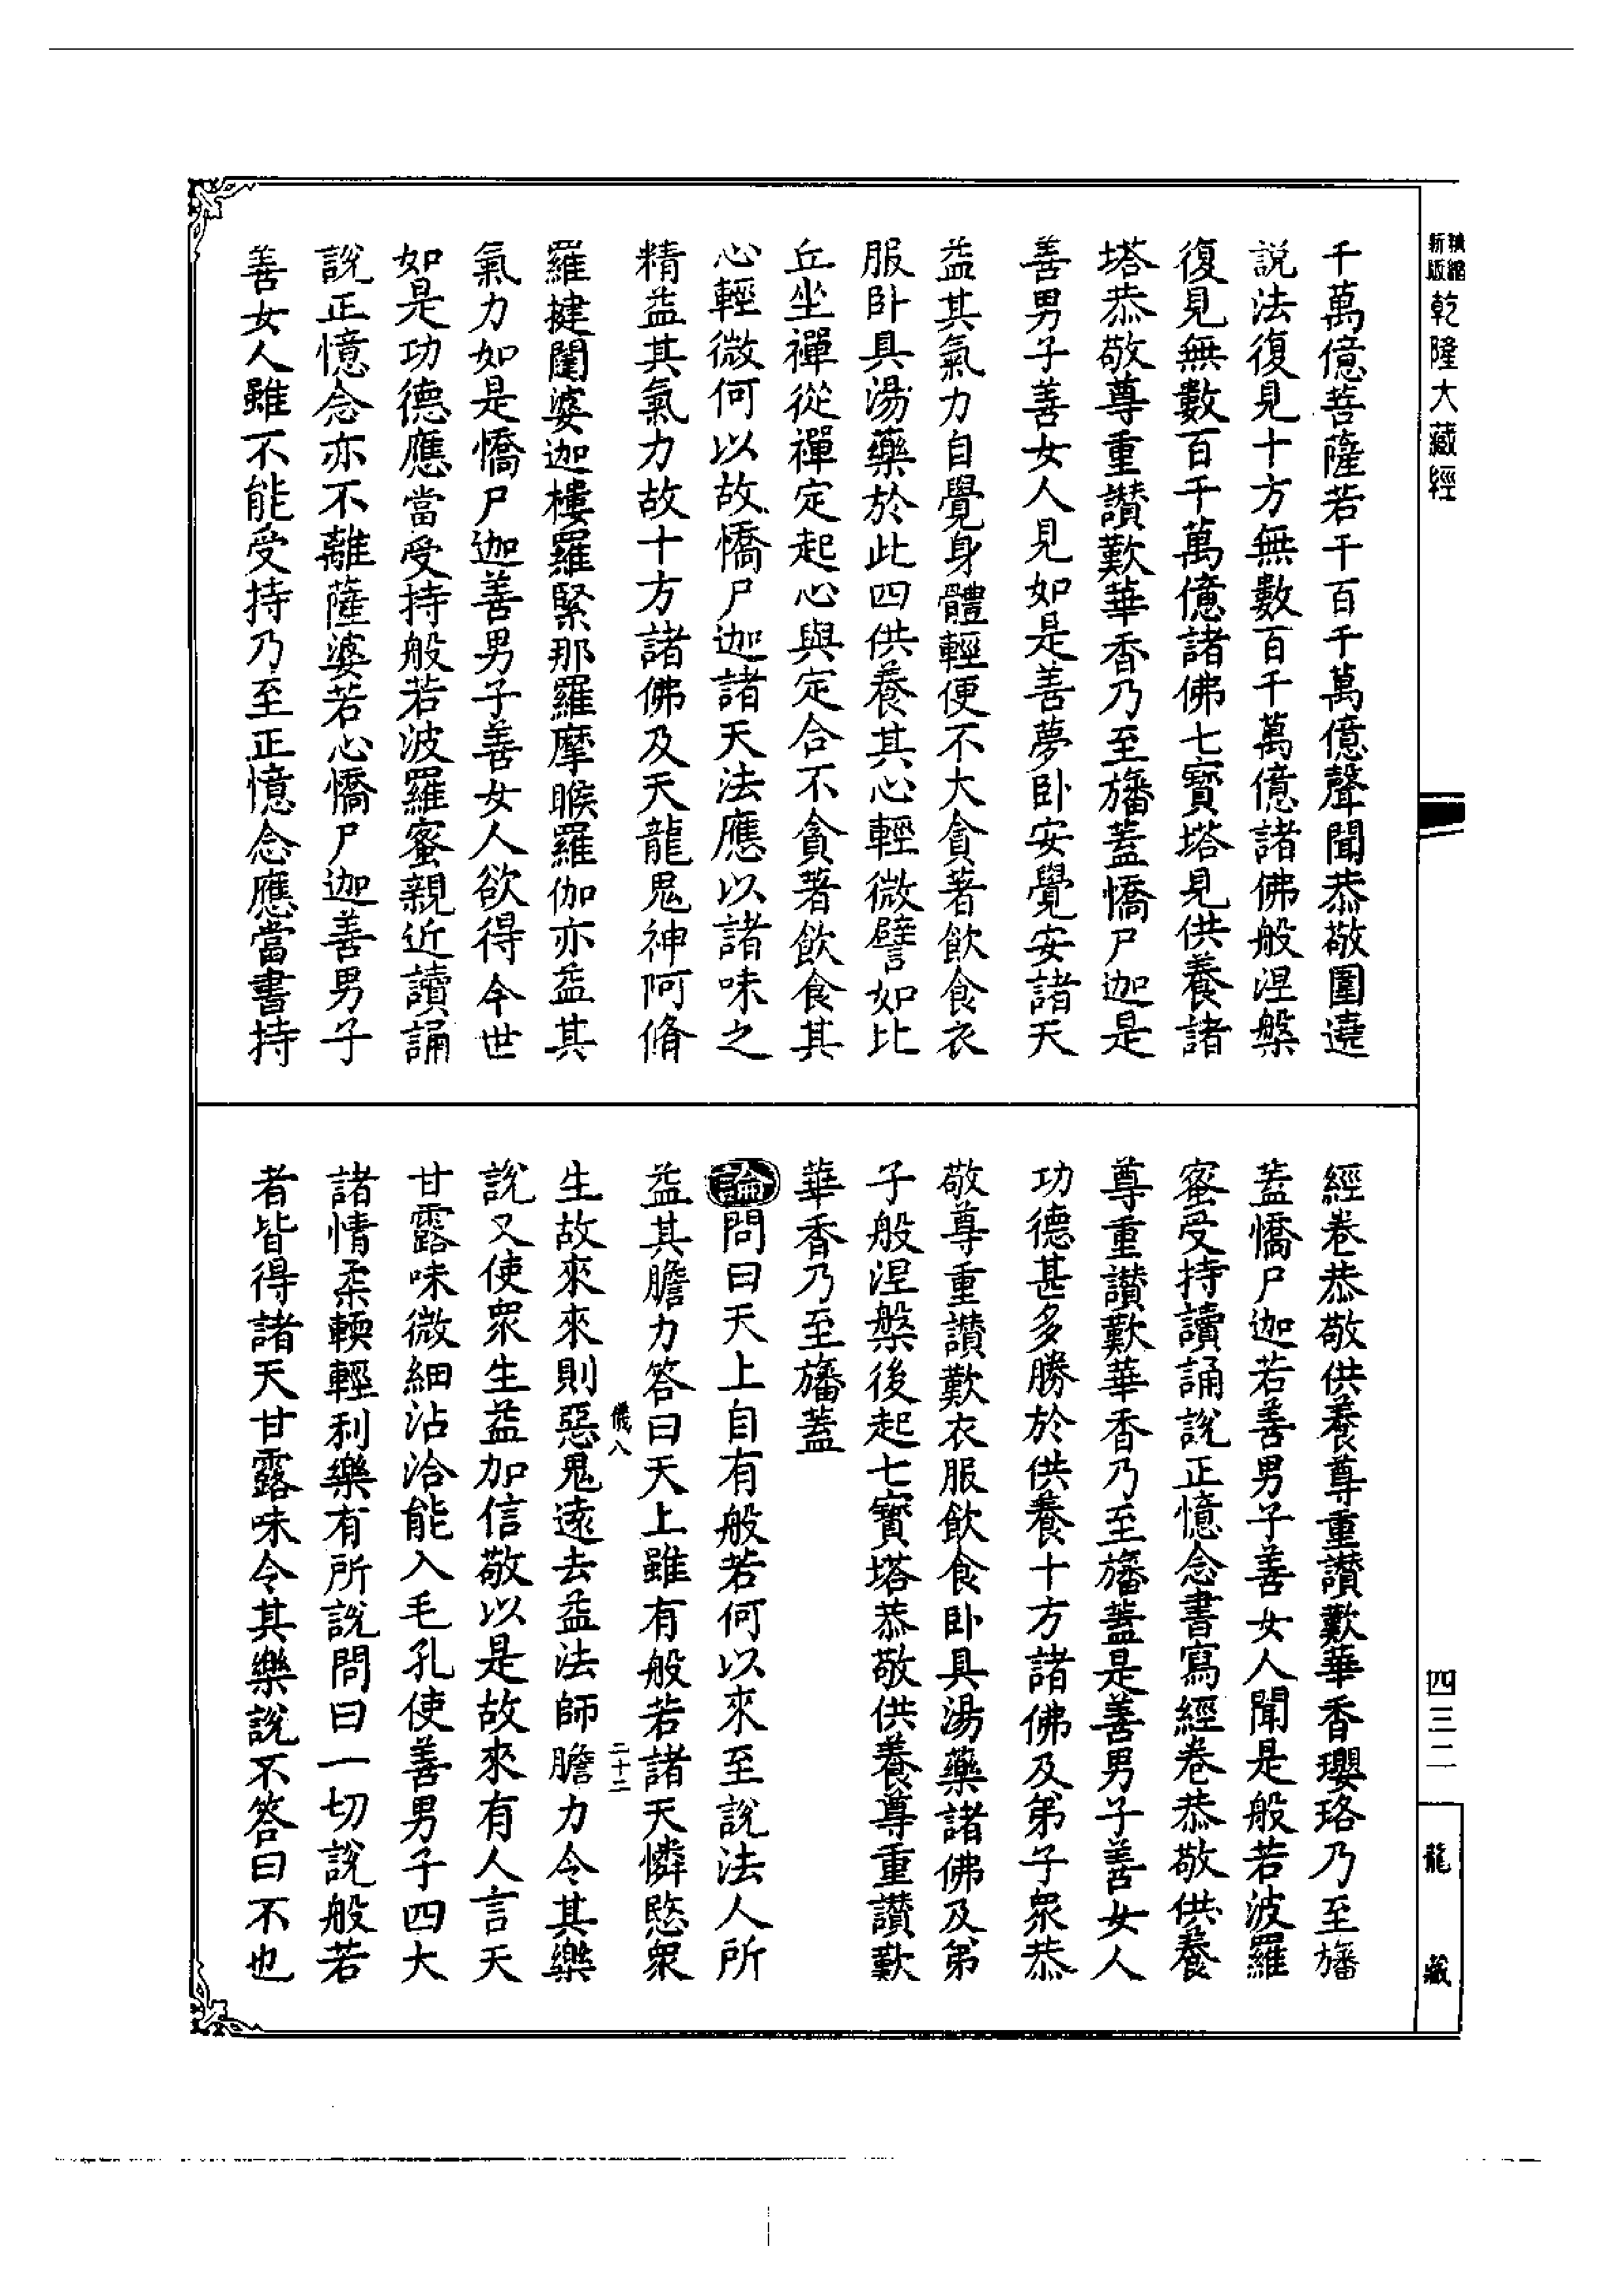 新版
精縮
乾隆大藏經
千萬億菩薩若千百千萬億聲聞恭敬圍遶
説法復見十方無數百千萬億諸佛般涅槃
復見無數百千萬億諸佛七寶塔見供養諸
塔恭敬尊重讚歎華香乃至旛蓋憍尸迦是
善男子善女人見如是善夢卧安覺安諸天
益其氣力自覺身體輕便不大貪著飲食衣
服卧具湯藥於此四供養其心輕微譬如比
丘坐禪從禪定起心與定合不貪著飲食其
心輕微何以故憍尸迦諸天法應以諸味之
精益其氣力故十方諸佛及天龍鬼神阿脩
羅揵闥婆迦樓羅緊那羅摩睺羅伽亦益其
氣力如是憍尸迦善男子善女人欲得今世
如是功德應當受持般若波羅蜜親近讀誦
說正憶念亦不離薩婆若心憍尸迦善男子
善女人雖不能受持乃至正憶念應當書持
經卷恭敬供養尊重讚歎華香瓔珞乃至旛
蓋憍尸迦若善男子善女人聞是般若波羅
蜜受持讀誦說正憶念書寫經卷恭敬供養
尊重讚歎華香乃至旛蓋是善男子善女人
功德甚多勝於供養十方諸佛及弟子眾恭
敬尊重讚歎衣服飲食卧具湯藥諸佛及弟
子般涅槃後起七寶塔恭敬供養尊重讚歎
華香乃至旛蓋
論問曰天上自有般若何以來至說法人所
益其膽力答曰天上雖有般若諸天憐愍眾
儀八
二十二
生故來來則惡鬼遠去益法師膽力令其樂
說又使眾生益加信敬以是故來有人言天
甘露味微細沾洽能入毛孔使善男子四大
諸情柔輭輕利樂有所說問曰一切說般若
者皆得諸天甘露味令其樂說不答曰不也
四三二
龍藏